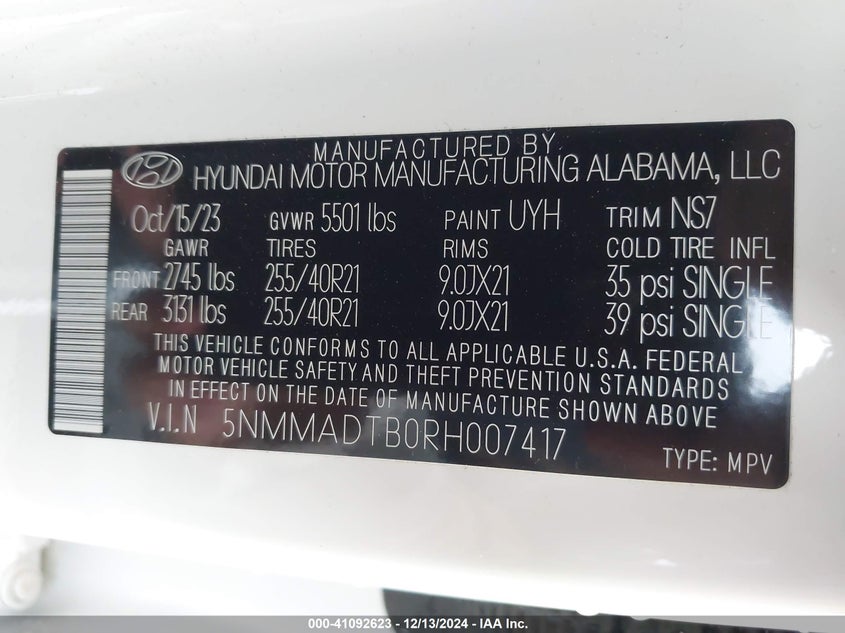 MANUFACTURED BY
HYUNDAI MOTOR MANUFACTURING ALABAMA, LLC
Oct/15/23 GVWR 5501 lbs PAINT UYH TRIM NS7
GAWR TIRES RIMS COLD TIRE INFL
FRONT 2745 lbs 255/40R21 9.0JX21 35 psi SINGLE
REAR 3131 lbs 255/40R21 9.0JX21 39 psi SINGLE
THIS VEHICLE CONFORMS TO ALL APPLICABLE U.S.A. FEDERAL
MOTOR VEHICLE SAFETY AND THEFT PREVENTION STANDARDS
IN EFFECT ON THE DATE OF MANUFACTURE SHOWN ABOVE
V.I.N 5NMMADTB0RH007417
TYPE: MPV
000-41092623 - 12/13/2024 - IAA Inc.